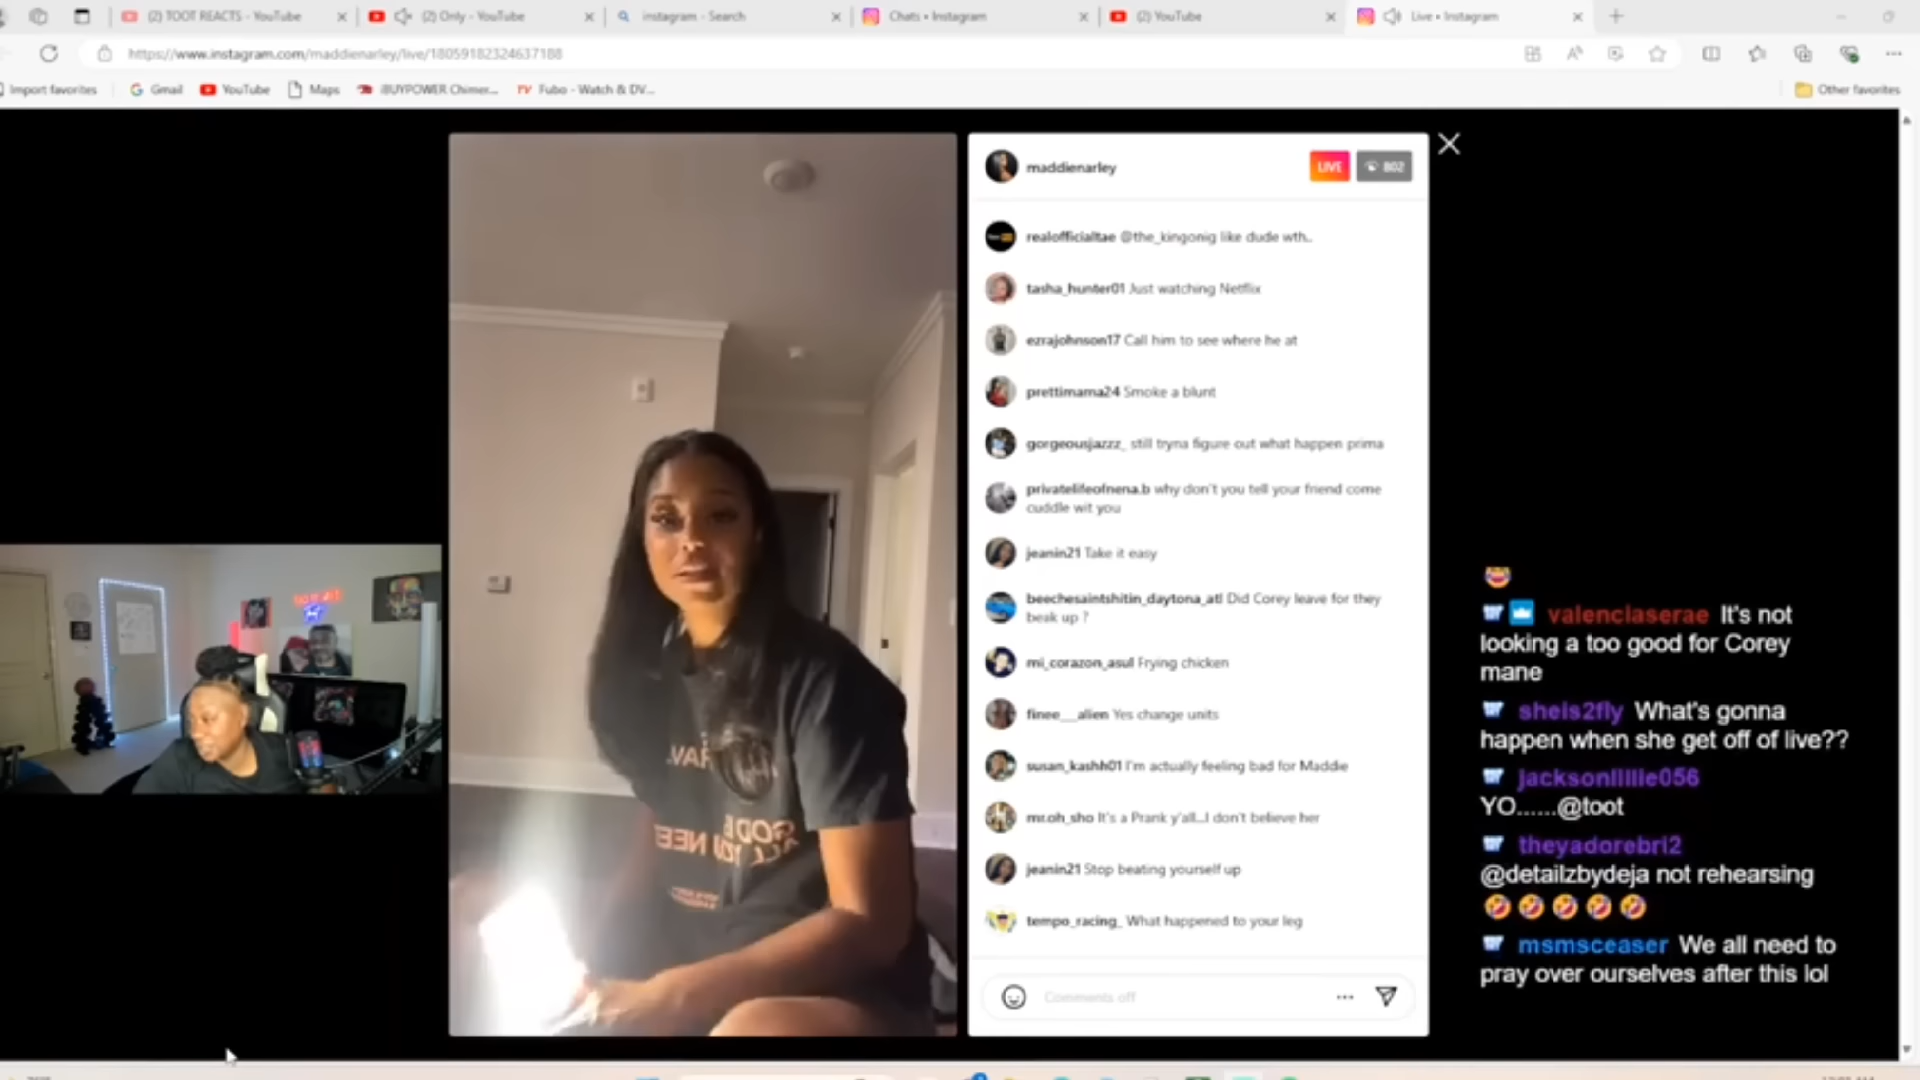 (2) TOOT REACTS - YouTube
(2) Only - YouTube
instagram - Search
Chats • Instagram
(2) YouTube
Live • Instagram
https://www.instagram.com/maddienarley/live/18059182324637188
Import favorites
Gmail
YouTube
Maps
iBUYPOWER Chimer...
Fubo - Watch & DV...
Other favorites
maddienarley
LIVE
802
realofficialtae @the_kingonig like dude wth..
tasha_hunter01 Just watching Netflix
ezrajohnson17 Call him to see where he at
prettimama24 Smoke a blunt
gorgeousjazzz_ still tryna figure out what happen prima
privatelifeofnena.b why don't you tell your friend come
cuddle wit you
jeanin21 Take it easy
beechesaintshitin_daytona_atl Did Corey leave for they
beak up ?
mi_corazon_asul Frying chicken
finee___alien Yes change units
susan_kashh01 I'm actually feeling bad for Maddie
mr.oh_sho It's a Prank y'all...I don't believe her
jeanin21 Stop beating yourself up
tempo_racing_ What happened to your leg
Comments off
GOD IS
ALL YOU NEED
valenclaserae It's not
looking a too good for Corey
mane
sheis2fly What's gonna
happen when she get off of live??
jacksonlillie056
YO......@toot
theyadorebri2
@detailzbydeja not rehearsing
🤣🤣🤣🤣🤣
msmsceaser We all need to
pray over ourselves after this lol